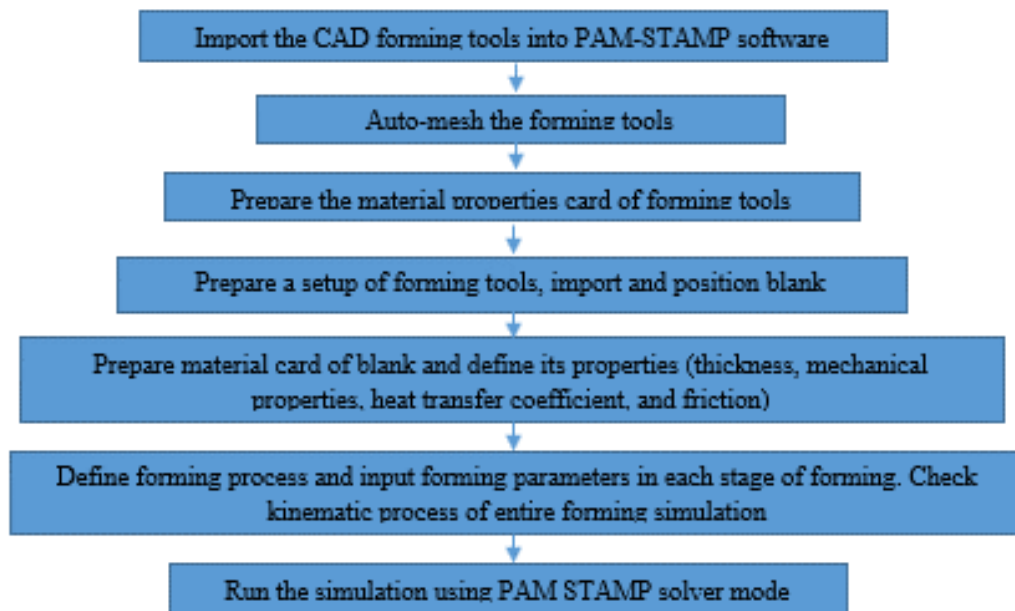 Import the CAD forming tools into PAM-STAMP software
Auto-mesh the forming tools
Prepare the material properties card of forming tools
Prepare a setup of forming tools, import and position blank
Prepare material card of blank and define its properties (thickness, mechanical
properties, heat transfer coefficient, and friction)
Define forming process and input forming parameters in each stage of forming. Check
kinematic process of entire forming simulation
Run the simulation using PAM STAMP solver mode